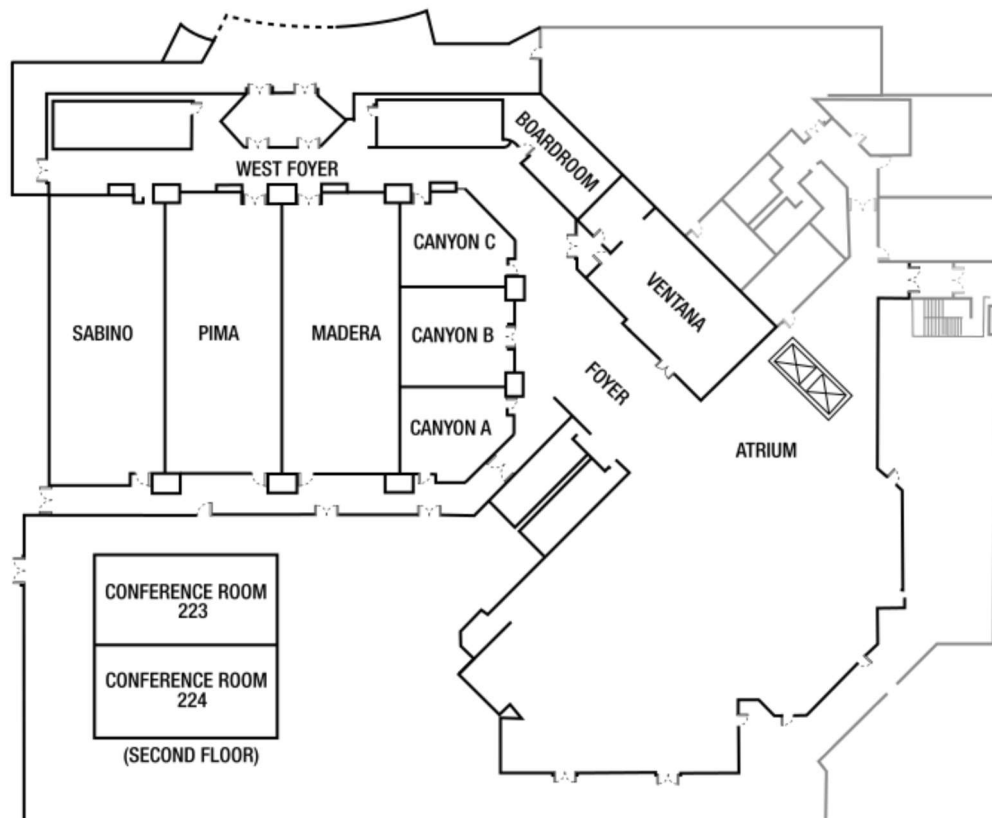 BOARDROOM
WEST FOYER
CANYON C
VENTANA
SABINO
PIMA
MADERA
CANYON B
FOYER
CANYON A
ATRIUM
CONFERENCE ROOM
223
CONFERENCE ROOM
224
(SECOND FLOOR)